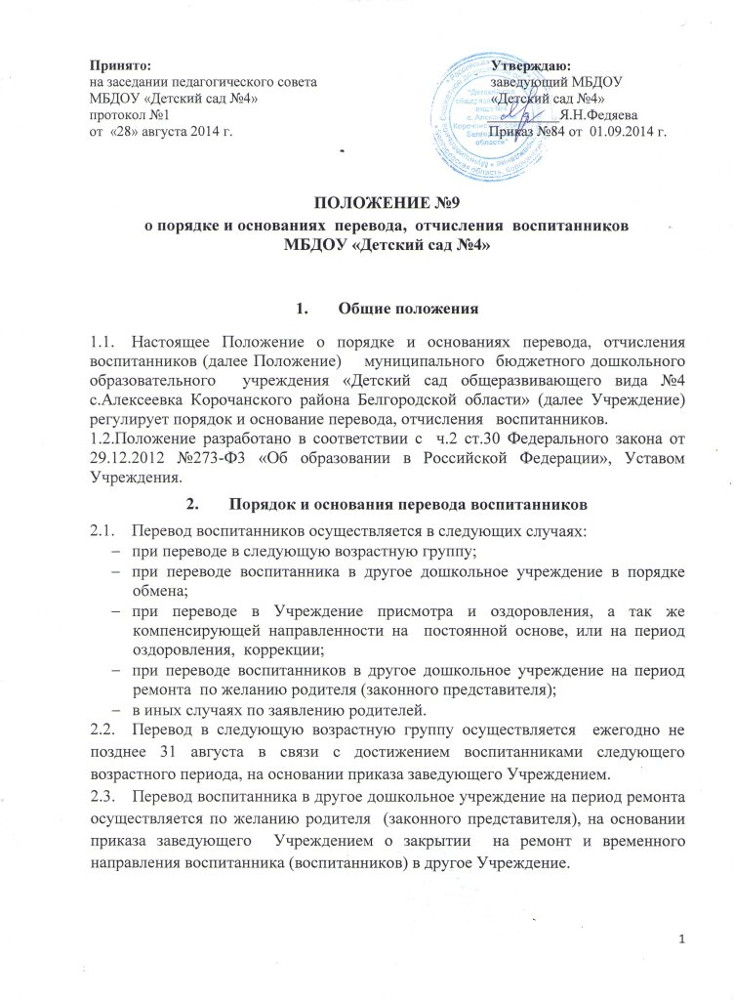 Принято: Утверждаю:
на заседании педагогического совета заведующий МБДОУ
МБДОУ «Детский сад №4» «Детский сад №4»
протокол №1 Я.Н.Федяева
от «28» августа 2014 г. Приказ №84 от 01.09.2014 г.
ПОЛОЖЕНИЕ №9
о порядке и основаниях перевода, отчисления воспитанников
МБДОУ «Детский сад №4»
1. Общие положения
1.1. Настоящее Положение о порядке и основаниях перевода, отчисления
воспитанников (далее Положение) муниципального бюджетного дошкольного
образовательного учреждения «Детский сад общеразвивающего вида №4
с.Алексеевка Корочанского района Белгородской области» (далее Учреждение)
регулирует порядок и основание перевода, отчисления воспитанников.
1.2.Положение разработано в соответствии с ч.2 ст.30 Федерального закона от
29.12.2012 №273-ФЗ «Об образовании в Российской Федерации», Уставом
Учреждения.
2. Порядок и основания перевода воспитанников
2.1. Перевод воспитанников осуществляется в следующих случаях:
– при переводе в следующую возрастную группу;
– при переводе воспитанника в другое дошкольное учреждение в порядке
обмена;
– при переводе в Учреждение присмотра и оздоровления, а так же
компенсирующей направленности на постоянной основе, или на период
оздоровления, коррекции;
– при переводе воспитанников в другое дошкольное учреждение на период
ремонта по желанию родителя (законного представителя);
– в иных случаях по заявлению родителей.
2.2. Перевод в следующую возрастную группу осуществляется ежегодно не
позднее 31 августа в связи с достижением воспитанниками следующего
возрастного периода, на основании приказа заведующего Учреждением.
2.3. Перевод воспитанника в другое дошкольное учреждение на период ремонта
осуществляется по желанию родителя (законного представителя), на основании
приказа заведующего Учреждением о закрытии на ремонт и временного
направления воспитанника (воспитанников) в другое Учреждение.
1